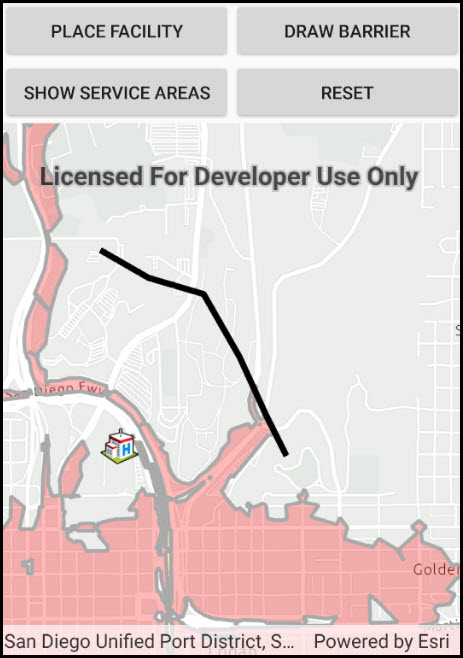 PLACE FACILITY
DRAW BARRIER
SHOW SERVICE AREAS
RESET
Licensed For Developer Use Only
San Diego Fwy
H
Golden
San Diego Unified Port District, S...
Powered by Esri